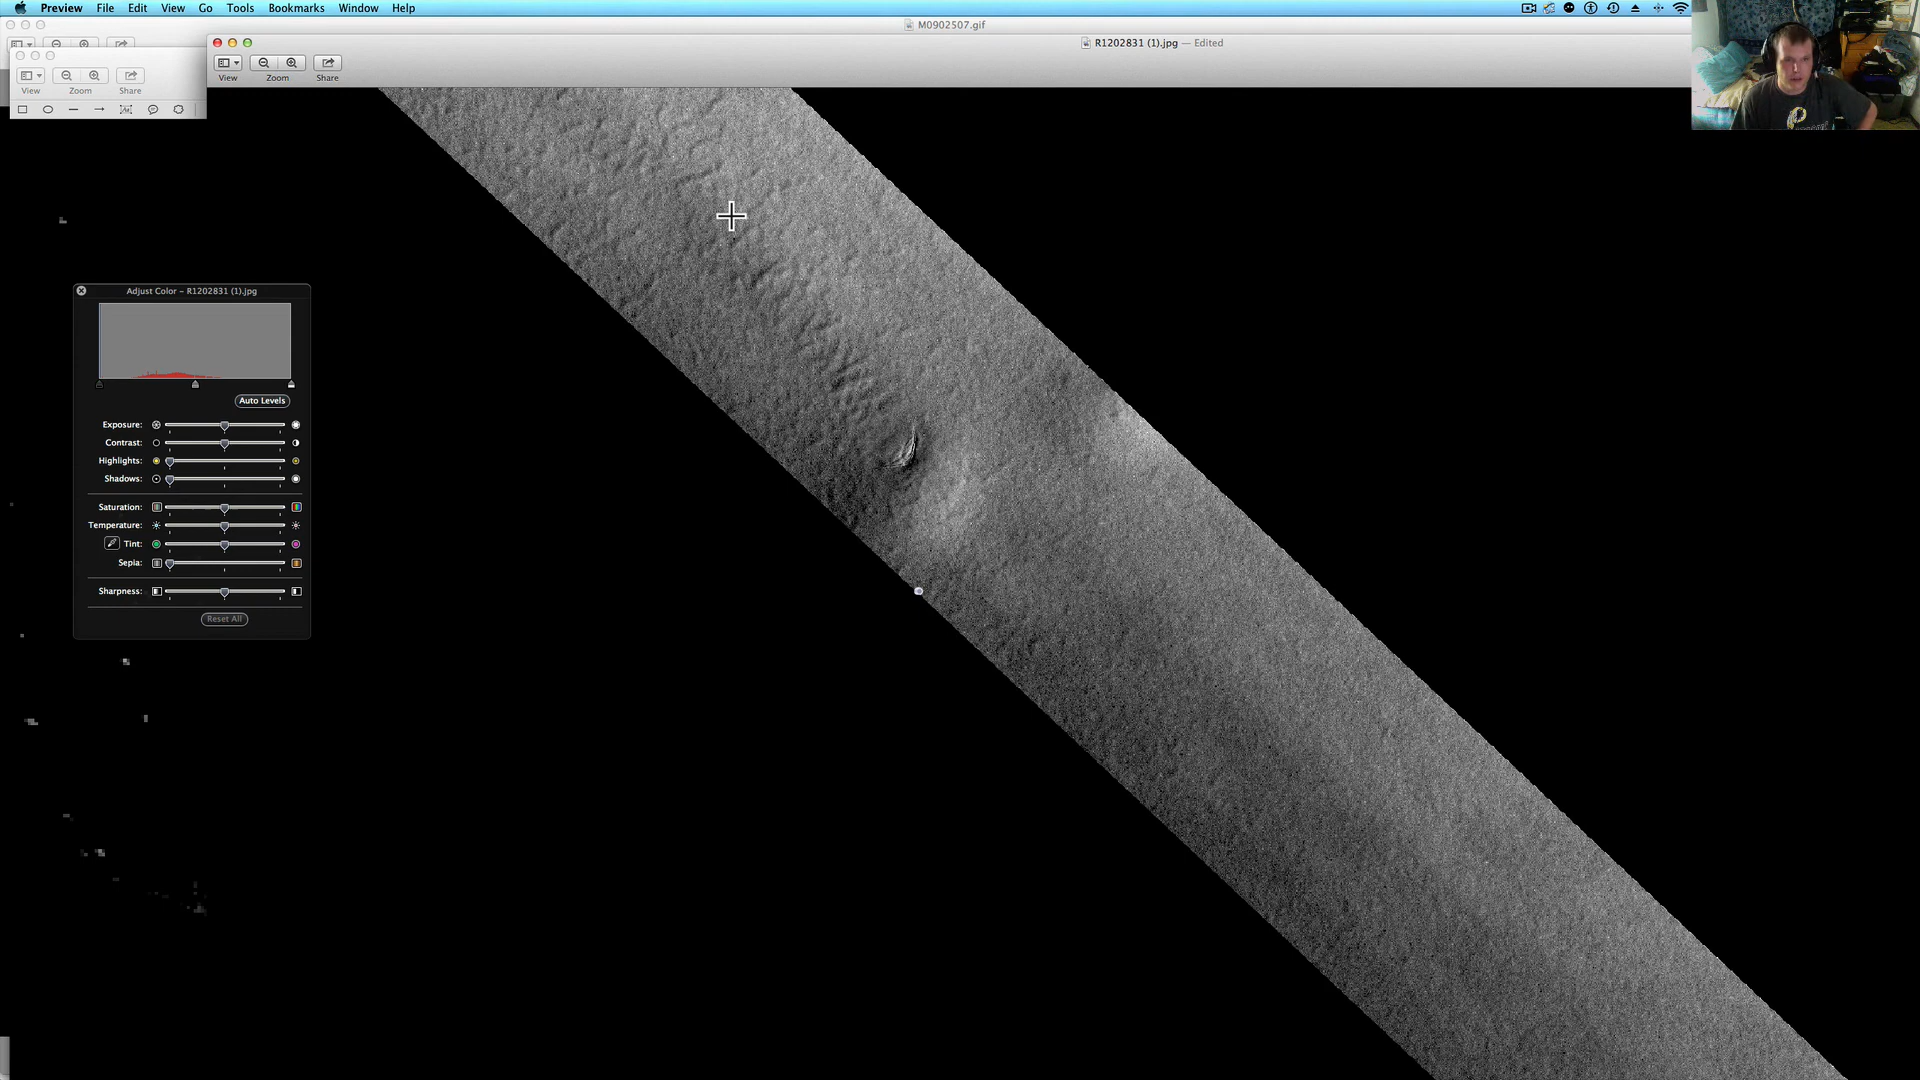 Preview File Edit View Go Tools Bookmarks Window Help
M0902507.gif
R1202831 (1).jpg — Edited
View Zoom Share
View Zoom Share
Adjust Color – R1202831 (1).jpg
Auto Levels
Exposure:
Contrast:
Highlights:
Shadows:
Saturation:
Temperature:
Tint:
Sepia:
Sharpness:
Reset All